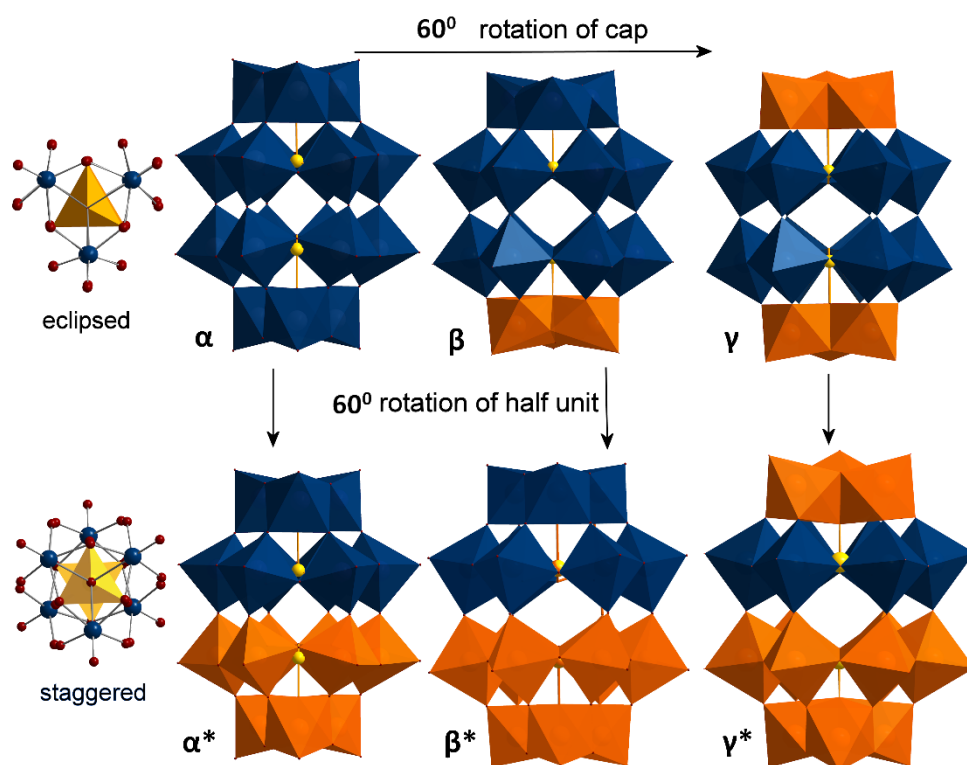 60⁰ rotation of cap
eclipsed
α
β
γ
60⁰ rotation of half unit
staggered
α*
β*
γ*